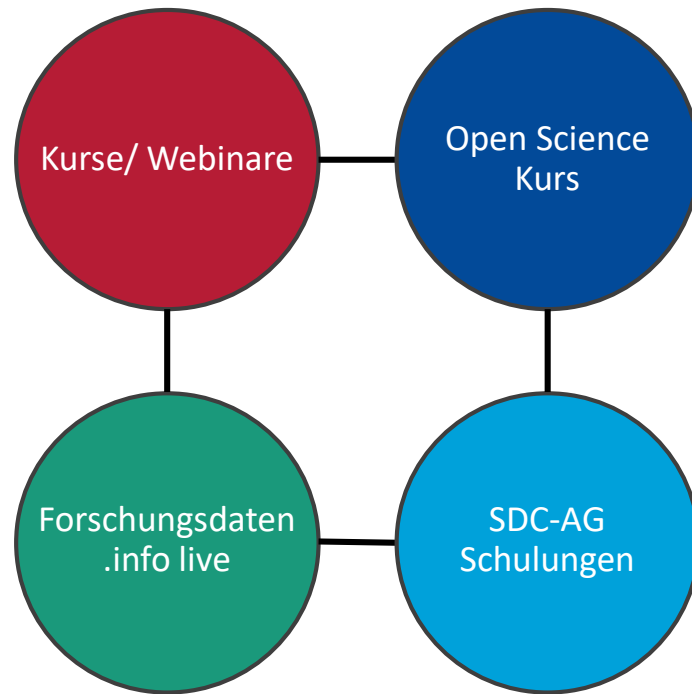 Kurse/ Webinare
Open Science
Kurs
Forschungsdaten
.info live
SDC-AG
Schulungen